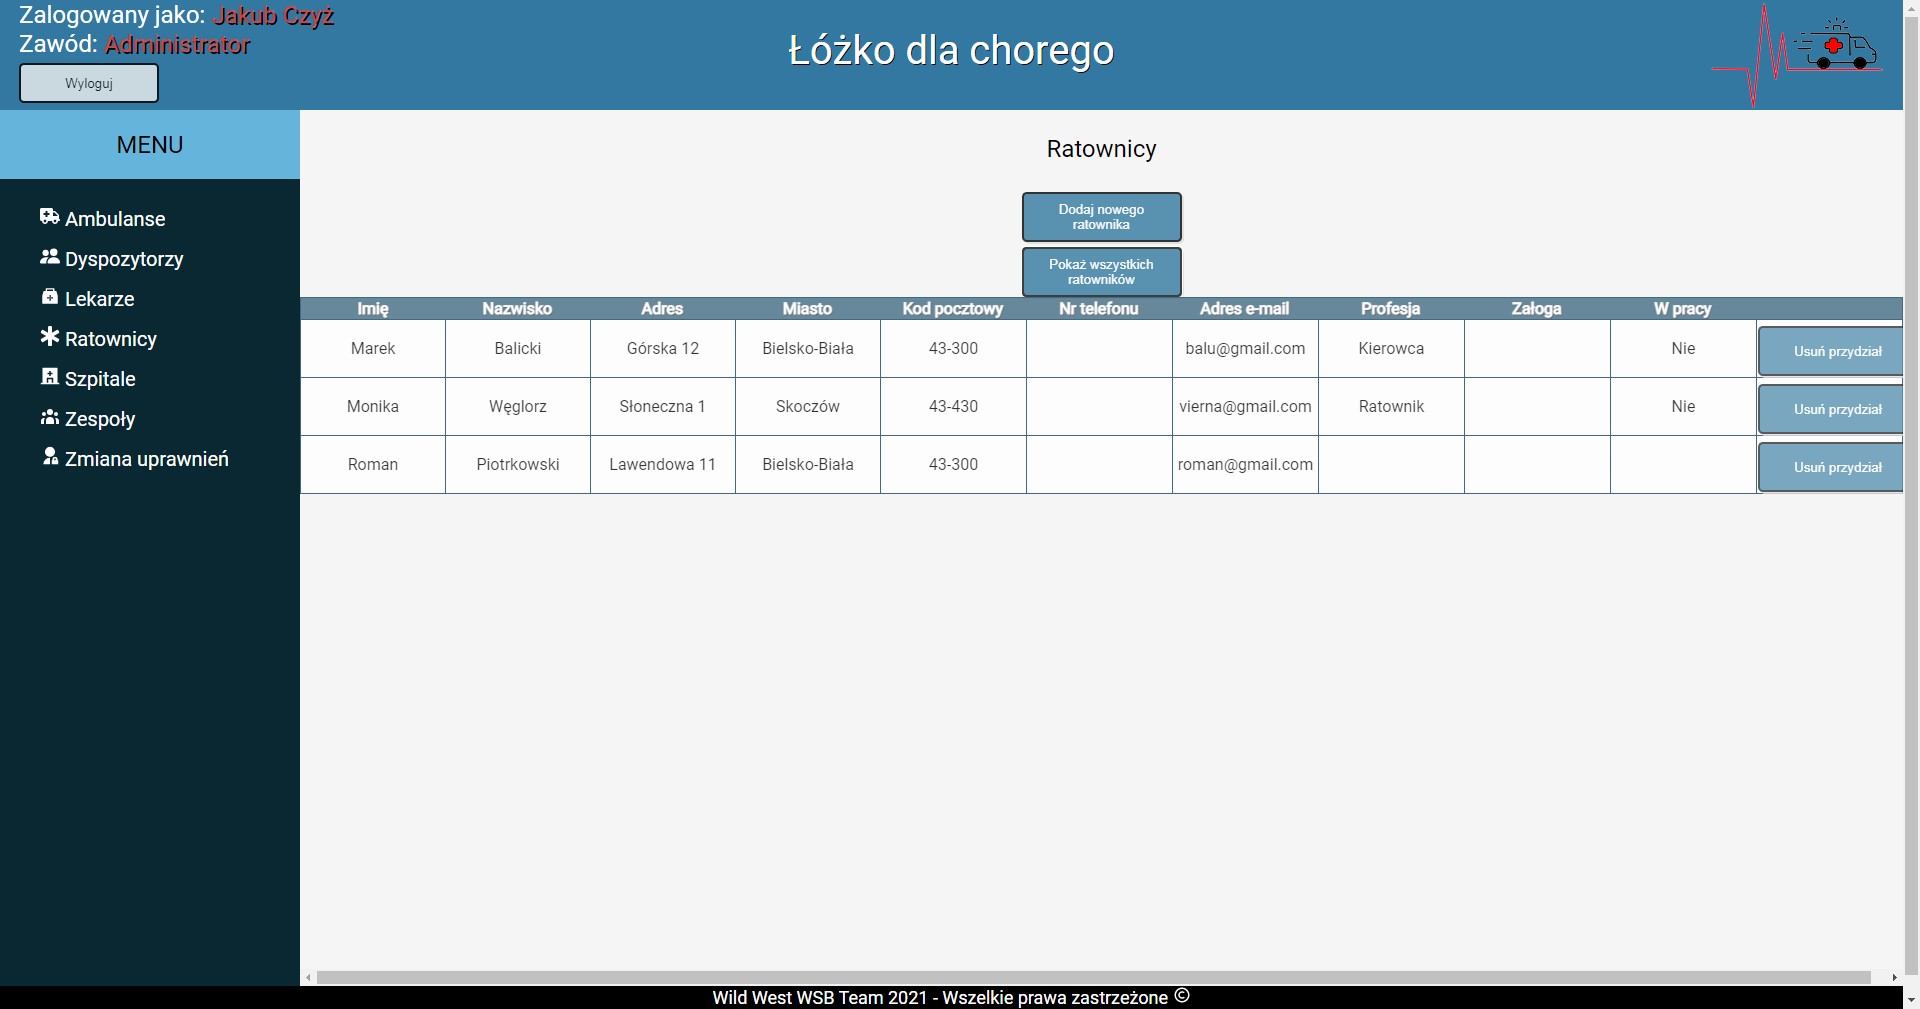 Zalogowany jako: Jakub Czyż
Zawód: Administrator
Wyloguj
Łóżko dla chorego
MENU
Ambulanse
Dyspozytorzy
Lekarze
Ratownicy
Szpitale
Zespoły
Zmiana uprawnień
Ratownicy
Dodaj nowego
ratownika
Pokaż wszystkich
ratowników
Imię Nazwisko Adres Miasto Kod pocztowy Nr telefonu Adres e-mail Profesja Załoga W pracy
Marek Balicki Górska 12 Bielsko-Biała 43-300 balu@gmail.com Kierowca Nie Usuń przydział
Monika Węglorz Słoneczna 1 Skoczów 43-430 vierna@gmail.com Ratownik Nie Usuń przydział
Roman Piotrkowski Lawendowa 11 Bielsko-Biała 43-300 roman@gmail.com Usuń przydział
Wild West WSB Team 2021 - Wszelkie prawa zastrzeżone ©